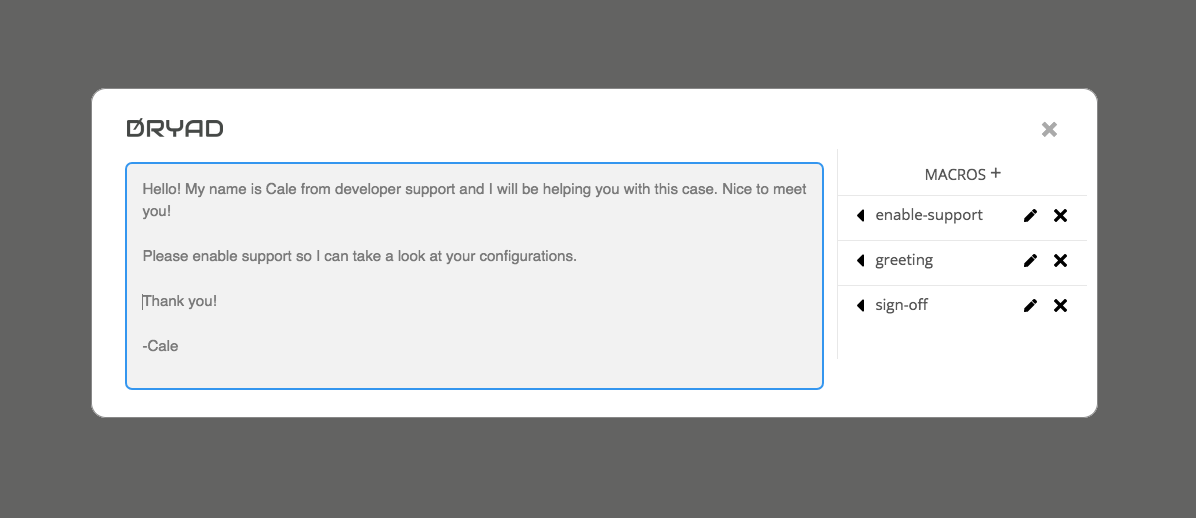 DRYAD
Hello! My name is Cale from developer support and I will be helping you with this case. Nice to meet
you!
Please enable support so I can take a look at your configurations.
Thank you!
-Cale
MACROS +
enable-support
greeting
sign-off